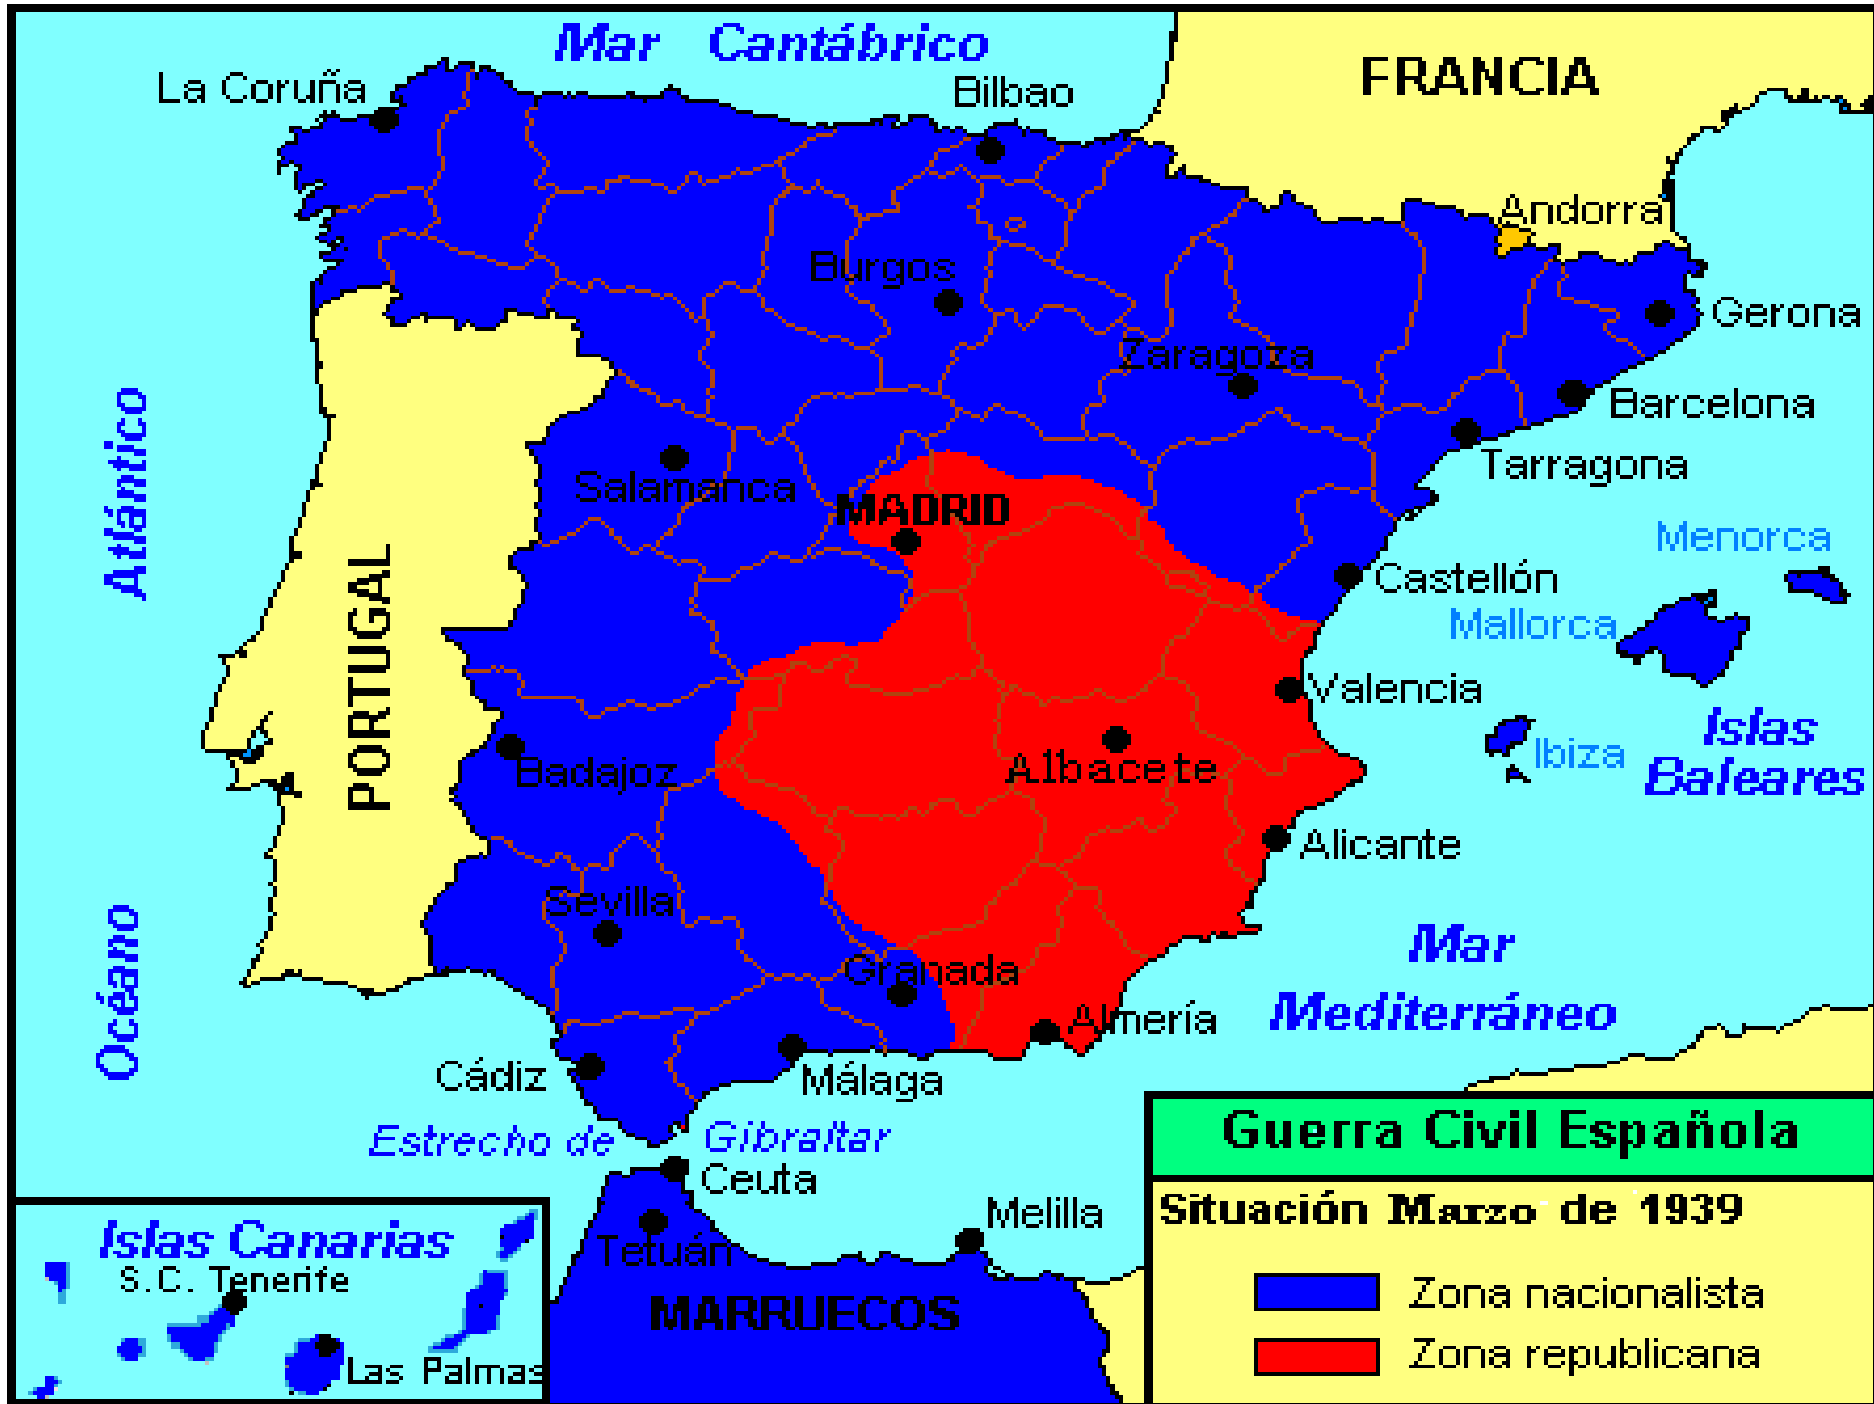 Mar Cantábrico
FRANCIA
La Coruña
Bilbao
Andorra
Burgos
Gerona
Zaragoza
Barcelona
Atlántico
Salamanca
Tarragona
MADRID
Menorca
Castellón
Mallorca
PORTUGAL
Valencia
Islas
Baleares
Ibiza
Badajoz
Albacete
Alicante
Sevilla
Océano
Mar
Mediterráneo
Granada
Almería
Cádiz
Málaga
Estrecho de Gibraltar
Ceuta
Melilla
Tetuán
MARRUECOS
Islas Canarias
S.C. Tenerife
Las Palmas
Guerra Civil Española
Situación Marzo de 1939
Zona nacionalista
Zona republicana